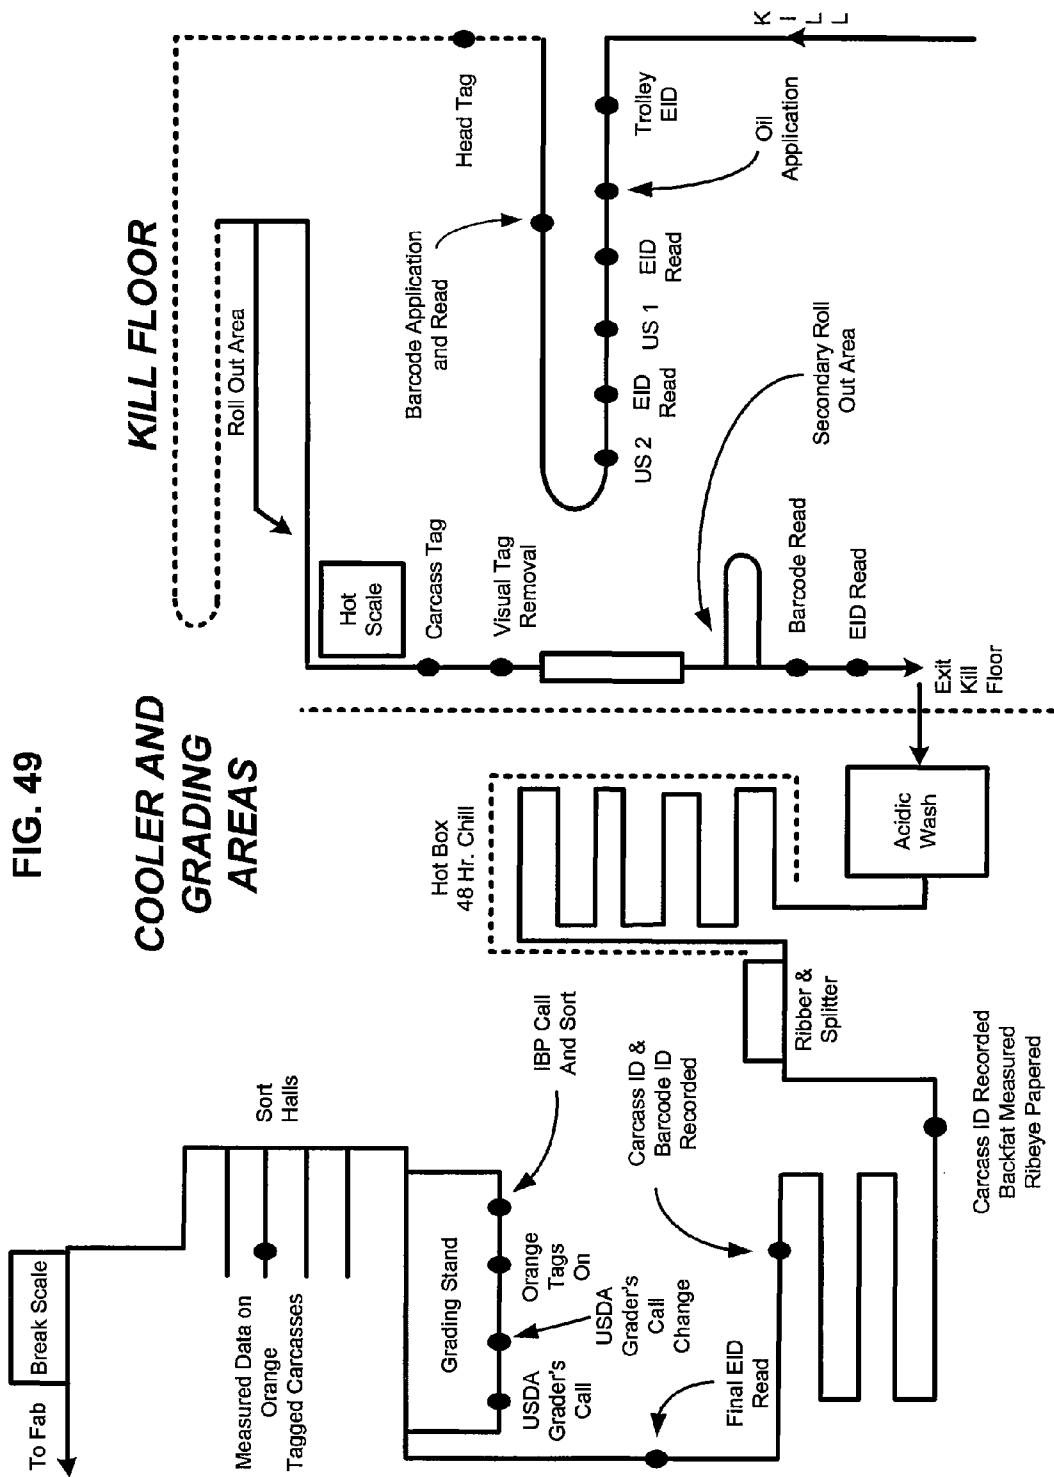 FIG. 49
KILL FLOOR
COOLER AND
GRADING
AREAS
KILL
Trolley
EID
Oil
Application
EID
Read
US 1
EID
Read
US 2
Barcode Application
and Read
Head Tag
Roll Out Area
Hot
Scale
Carcass Tag
Visual Tag
Removal
Secondary Roll
Out Area
Barcode Read
EID Read
Exit
Kill
Floor
Acidic
Wash
Hot Box
48 Hr. Chill
Ribber &
Splitter
Carcass ID Recorded
Backfat Measured
Ribeye Papered
Carcass ID &
Barcode ID
Recorded
Final EID
Read
USDA
Grader's
Call
USDA
Grader's
Call
Change
Orange
Tags
On
IBP Call
And Sort
Grading Stand
Sort
Halls
Measured Data on
Orange
Tagged Carcasses
Break Scale
To Fab